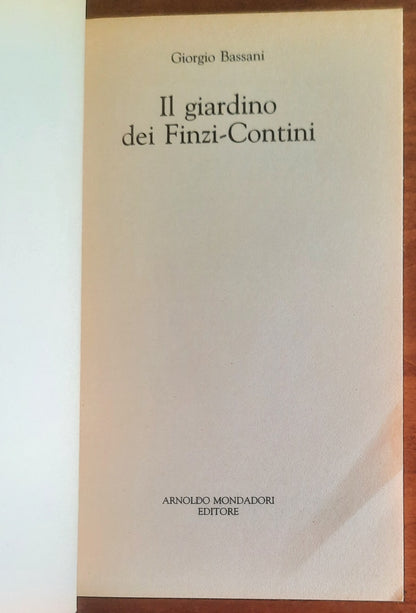 Giorgio Bassani
Il giardino
dei Finzi-Contini
ARNOLDO MONDADORI
EDITORE